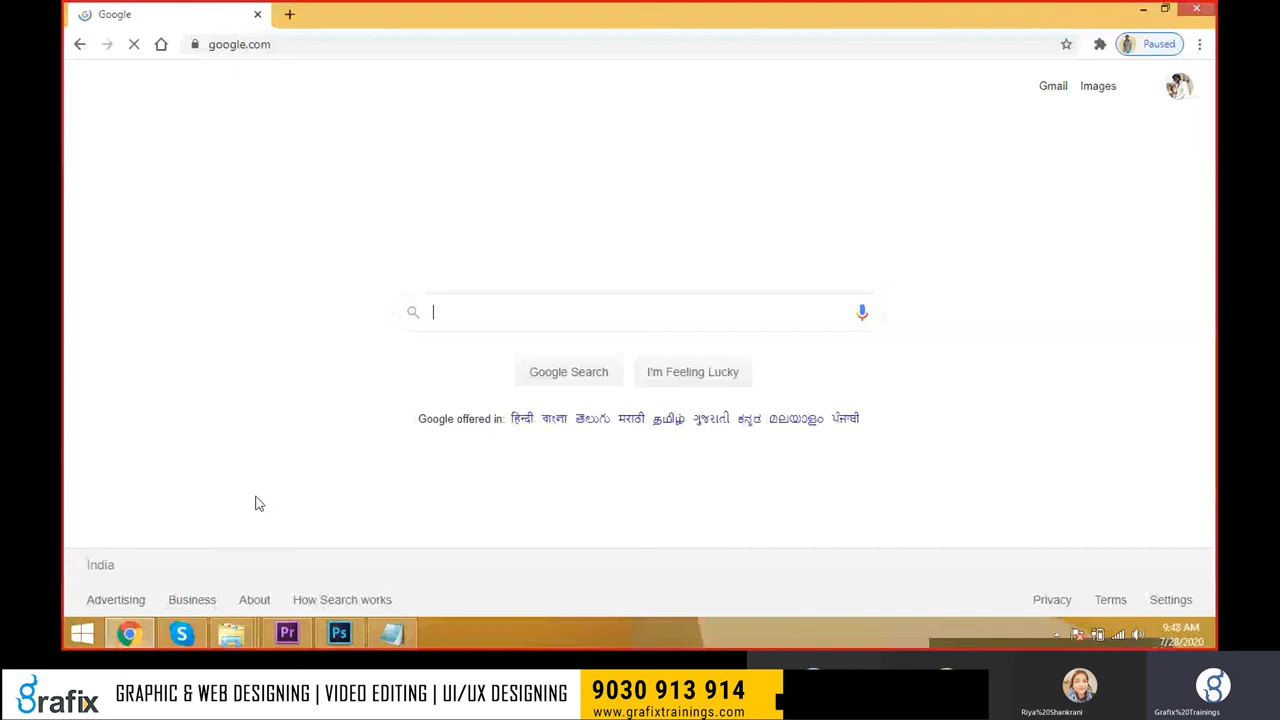 Google
google.com
Paused
Gmail Images
Google Search I'm Feeling Lucky
Google offered in: हिन्दी বাংলা తెలుగు मराठी தமிழ் ગુજરાતી ಕನ್ನಡ മലയാളം ਪੰਜਾਬੀ
India
Advertising Business About How Search works
Privacy Terms Settings
Pr Ps
9:48 AM
7/28/2020
grafix GRAPHIC & WEB DESIGNING | VIDEO EDITING | UI/UX DESIGNING
9030 913 914
www.grafixtrainings.com
Riya%20Shankrani
Grafix%20Trainings